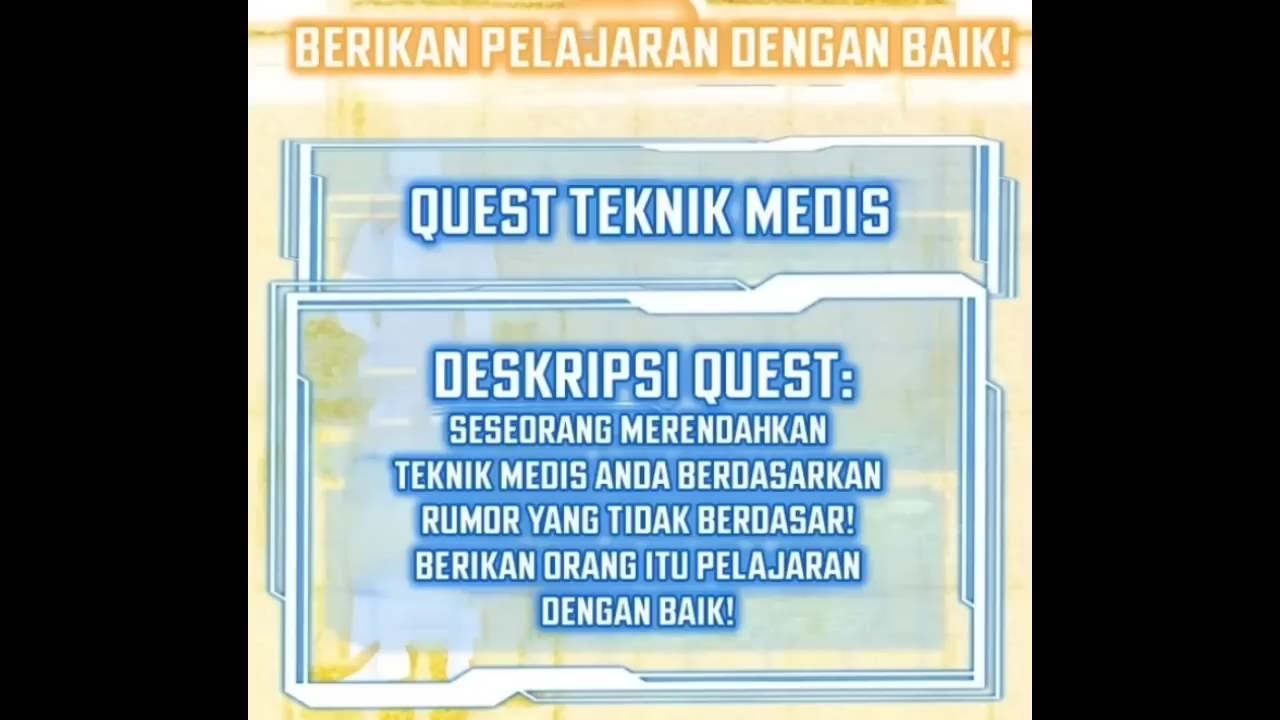 BERIKAN PELAJARAN DENGAN BAIK!
QUEST TEKNIK MEDIS
DESKRIPSI QUEST:
SESEORANG MERENDAHKAN
TEKNIK MEDIS ANDA BERDASARKAN
RUMOR YANG TIDAK BERDASAR!
BERIKAN ORANG ITU PELAJARAN
DENGAN BAIK!